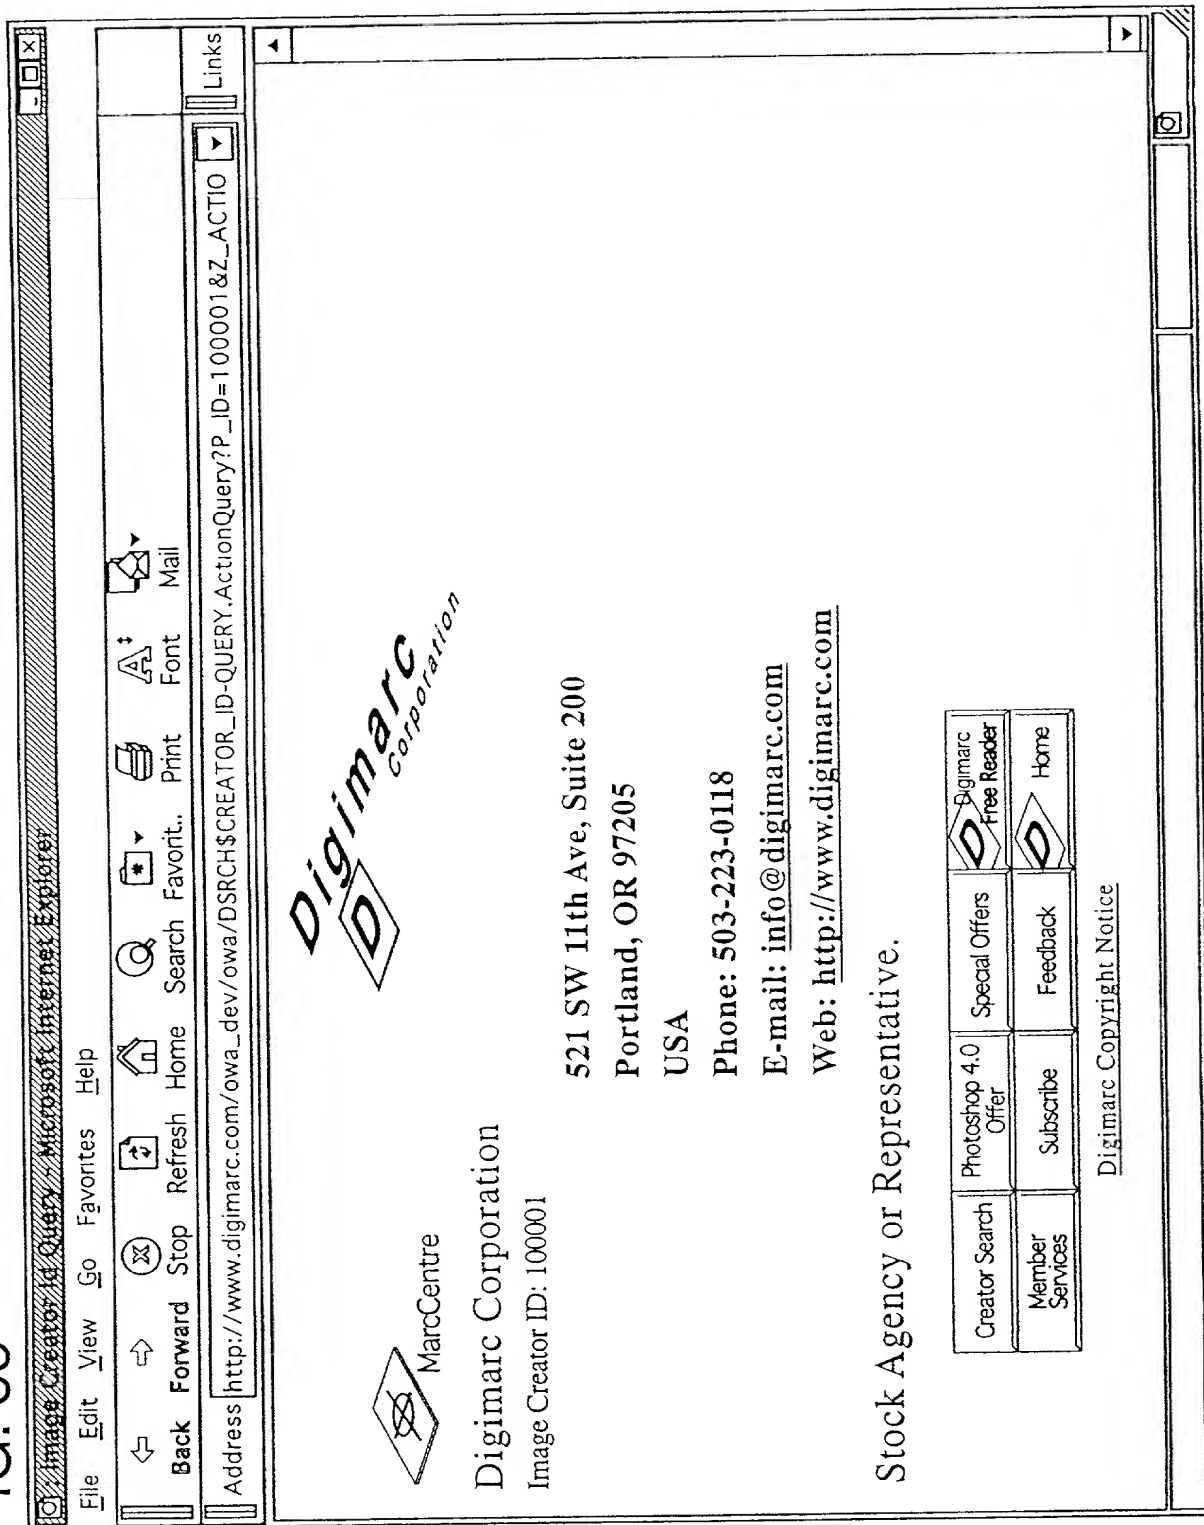 : Image Creator Id Query - Microsoft Internet Explorer
File Edit View Go Favorites Help
Back Forward Stop Refresh Home Search Favorit.. Print Font Mail
Address http://www.digimarc.com/owa_dev/owa/DSRCH$CREATOR_ID-QUERY.ActionQuery?P_ID=100001&Z_ACTIO Links
MarcCentre
D Digimarc
Corporation
Digimarc Corporation
Image Creator ID: 100001
521 SW 11th Ave, Suite 200
Portland, OR 97205
USA
Phone: 503-223-0118
E-mail: info@digimarc.com
Web: http://www.digimarc.com
Stock Agency or Representative.
Creator Search
Photoshop 4.0
Offer
Special Offers
D Digimarc
Free Reader
Member
Services
Subscribe
Feedback
D Home
Digimarc Copyright Notice